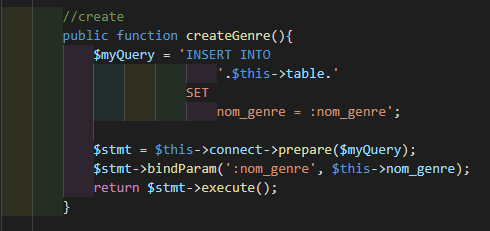 //create
public function createGenre(){
$myQuery = 'INSERT INTO
'.$this->table.'
SET
nom_genre = :nom_genre';
$stmt = $this->connect->prepare($myQuery);
$stmt->bindParam(':nom_genre', $this->nom_genre);
return $stmt->execute();
}